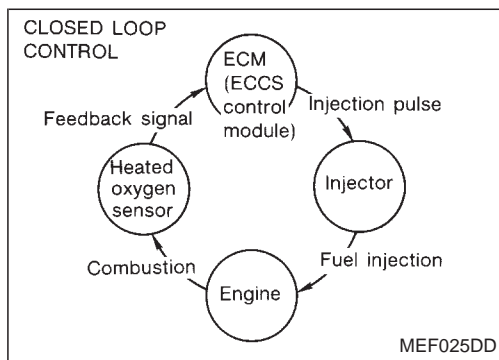 CLOSED LOOP
CONTROL
ECM
(ECCS
control
module)
Injection pulse
Injector
Fuel injection
Engine
Combustion
Heated
oxygen
sensor
Feedback signal
MEF025DD